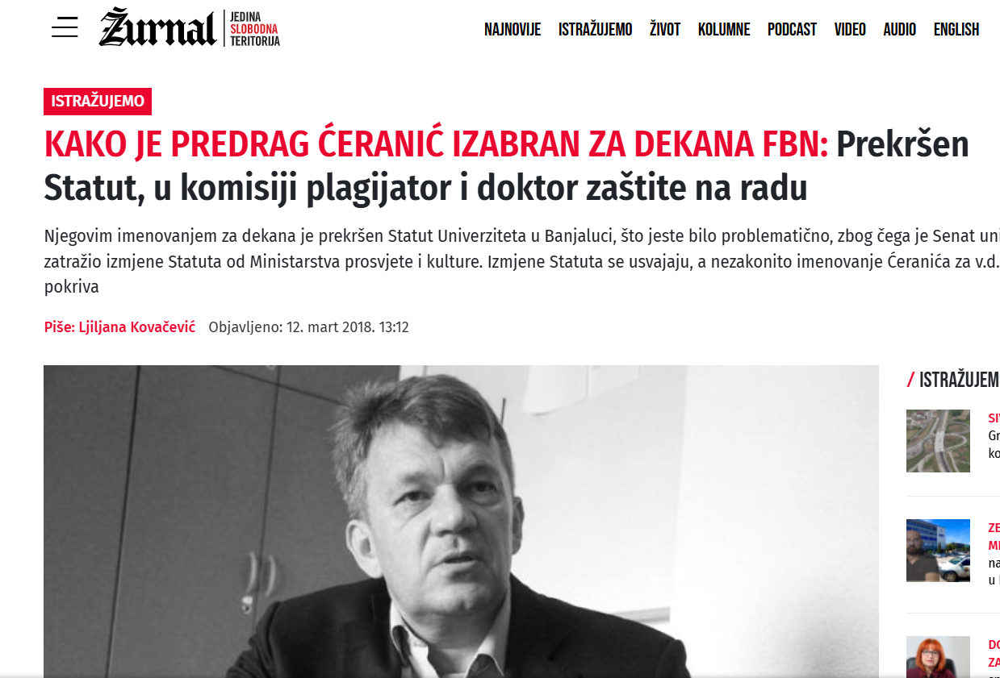 Žurnal
JEDINA
SLOBODNA
TERITORIJA
NAJNOVIJE ISTRAŽUJEMO ŽIVOT KOLUMNE PODCAST VIDEO AUDIO ENGLISH
ISTRAŽUJEMO
KAKO JE PREDRAG ĆERANIĆ IZABRAN ZA DEKANA FBN: Prekršen
Statut, u komisiji plagijator i doktor zaštite na radu
Njegovim imenovanjem za dekana je prekršen Statut Univerziteta u Banjaluci, što jeste bilo problematično, zbog čega je Senat uni
zatražio izmjene Statuta od Ministarstva prosvjete i kulture. Izmjene Statuta se usvajaju, a nezakonito imenovanje Ćeranića za v.d.
pokriva
Piše: Ljiljana Kovačević Objavljeno: 12. mart 2018. 13:12
/ ISTRAŽUJEM
SI
Gr
ko
ZE
MI
na
u
DO
ZA